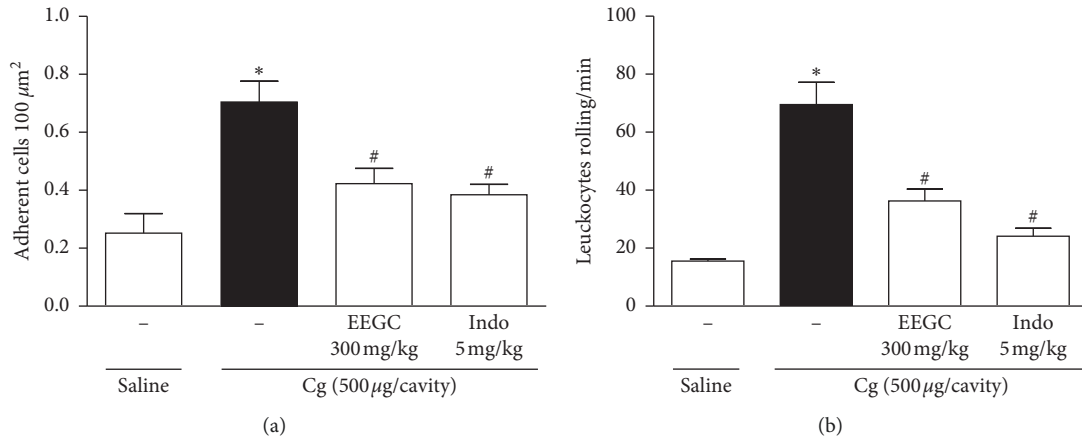 Adherent cells 100 µm²
1.0
0.8
0.6
0.4
0.2
0.0
*
#
#
– – EEGC Indo
300 mg/kg 5 mg/kg
Saline Cg (500 µg/cavity)
(a)
Leuckocytes rolling/min
100
80
60
40
20
0
*
#
#
– – EEGC Indo
300 mg/kg 5 mg/kg
Saline Cg (500 µg/cavity)
(b)